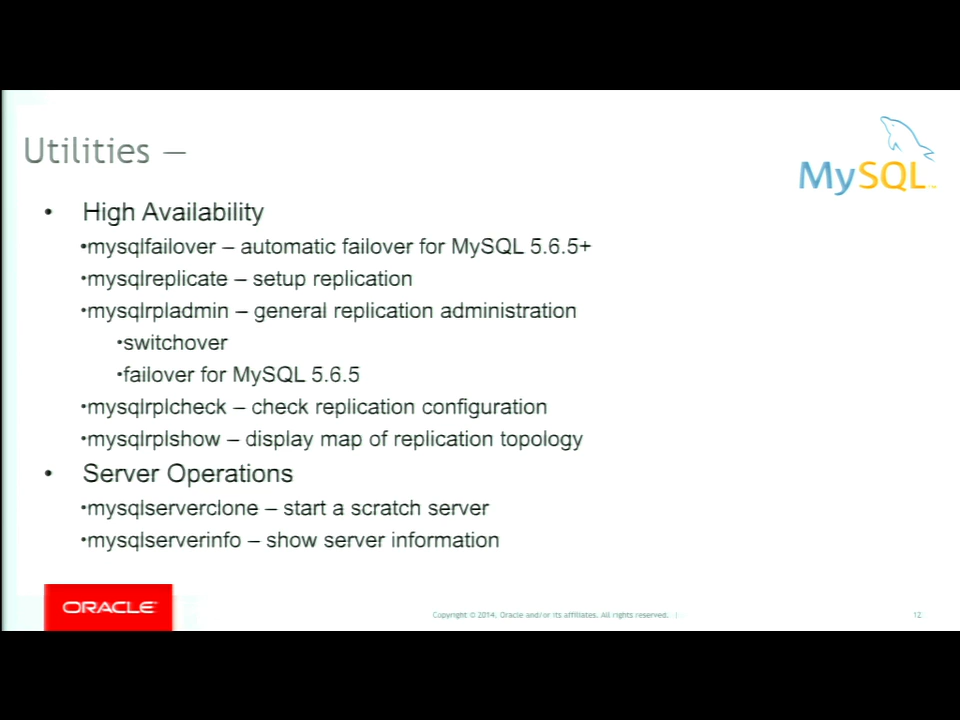 Utilities —
MySQL
• High Availability
•mysqlfailover – automatic failover for MySQL 5.6.5+
•mysqlreplicate – setup replication
•mysqlrpladmin – general replication administration
•switchover
•failover for MySQL 5.6.5
•mysqlrplcheck – check replication configuration
•mysqlrplshow – display map of replication topology
• Server Operations
•mysqlserverclone – start a scratch server
•mysqlserverinfo – show server information
ORACLE
Copyright © 2014, Oracle and/or its affiliates. All rights reserved. |
12